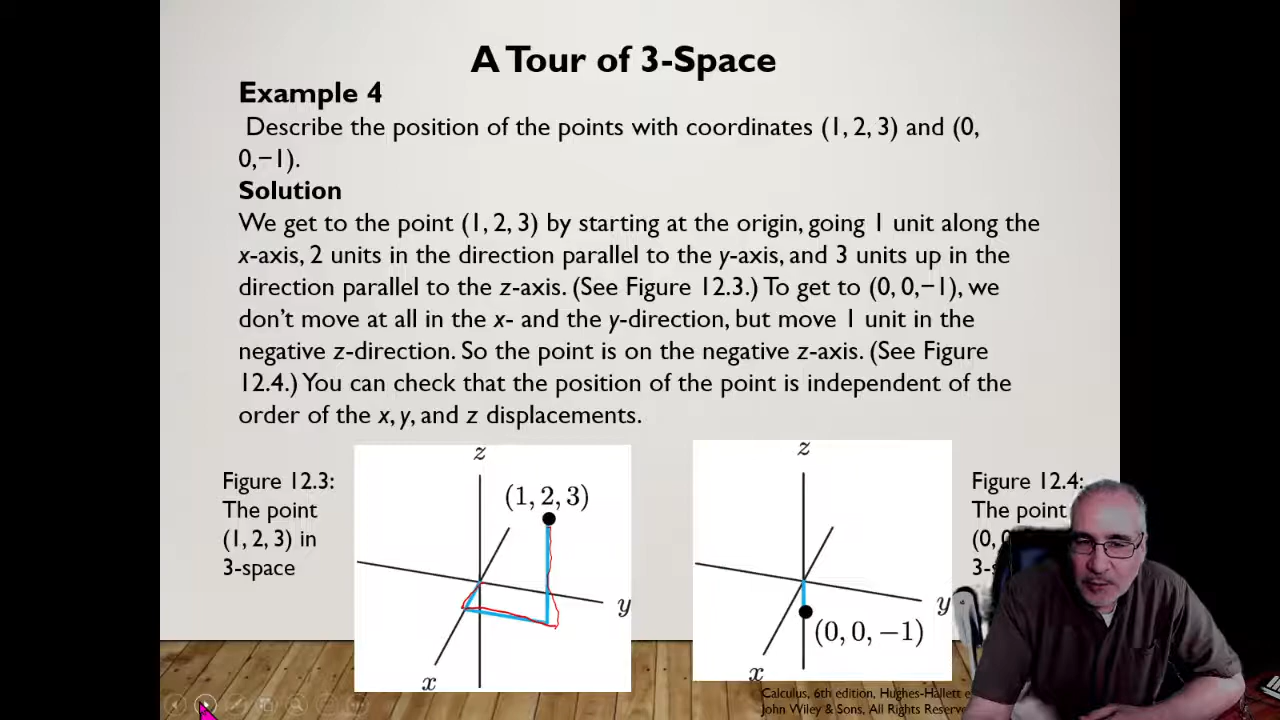 A Tour of 3-Space
Example 4
Describe the position of the points with coordinates (1, 2, 3) and (0,
0,−1).
Solution
We get to the point (1, 2, 3) by starting at the origin, going 1 unit along the
x-axis, 2 units in the direction parallel to the y-axis, and 3 units up in the
direction parallel to the z-axis. (See Figure 12.3.) To get to (0, 0,−1), we
don’t move at all in the x- and the y-direction, but move 1 unit in the
negative z-direction. So the point is on the negative z-axis. (See Figure
12.4.) You can check that the position of the point is independent of the
order of the x, y, and z displacements.
Figure 12.3:
The point
(1, 2, 3) in
3-space
z
(1, 2, 3)
y
x
z
y
(0, 0, −1)
x
Figure 12.4:
The point
(0,
Calculus, 6th edition, Hughes-Hallett
John Wiley & Sons, All Rights